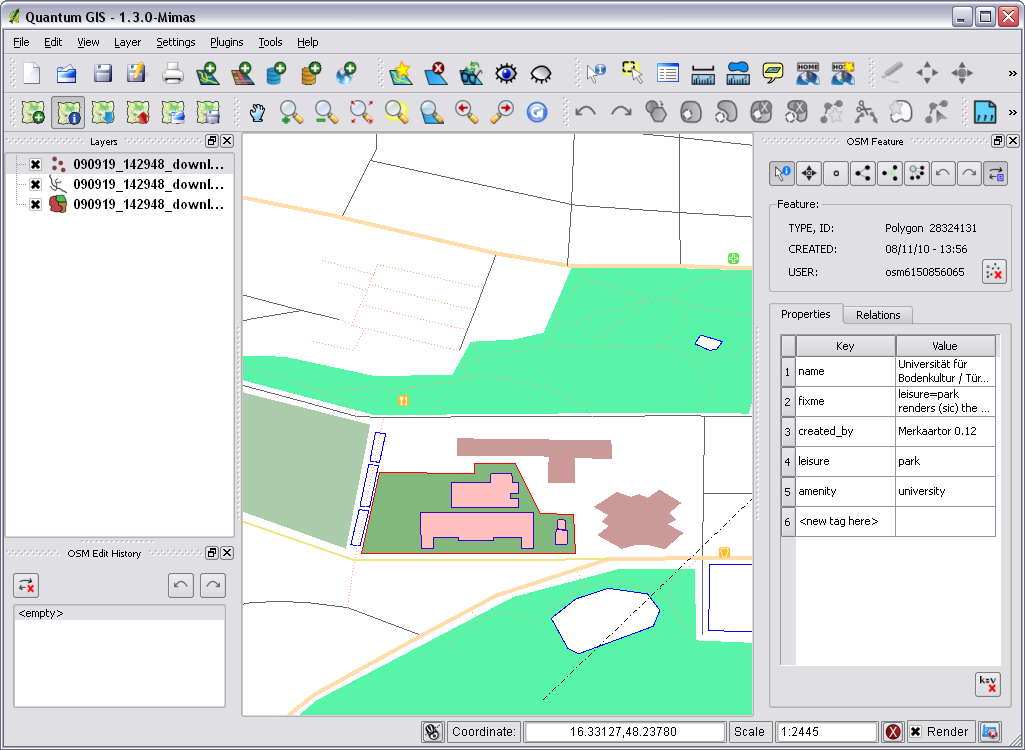 Quantum GIS - 1.3.0-Mimas
File Edit View Layer Settings Plugins Tools Help
HOME
»
»
Layers
090919_142948_downl...
090919_142948_downl...
090919_142948_downl...
OSM Edit History
<empty>
OSM Feature
Feature:
TYPE, ID: Polygon 28324131
CREATED: 08/11/10 - 13:56
USER: osm6150856065
Properties Relations
Key Value
1 name Universität für
Bodenkultur / Tür...
2 fixme leisure=park
renders (sic) the ...
3 created_by Merkaartor 0.12
4 leisure park
5 amenity university
6 <new tag here>
k=v
Coordinate: 16.33127,48.23780 Scale 1:2445 Render